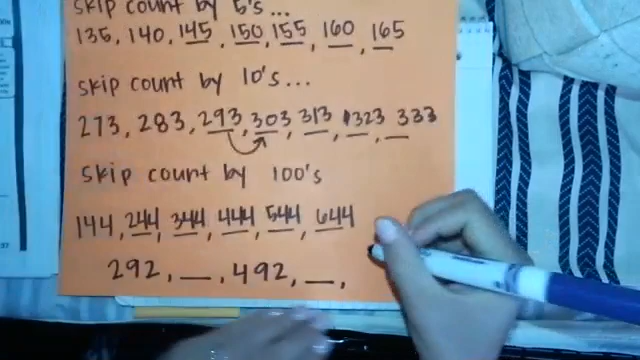 skip count by 5's...
135, 140, 145, 150, 155, 160, 165
skip count by 10's...
273, 283, 293, 303, 313, 323 333
skip count by 100's
144, 244, 344, 444, 544, 644
292, __, 492, __,